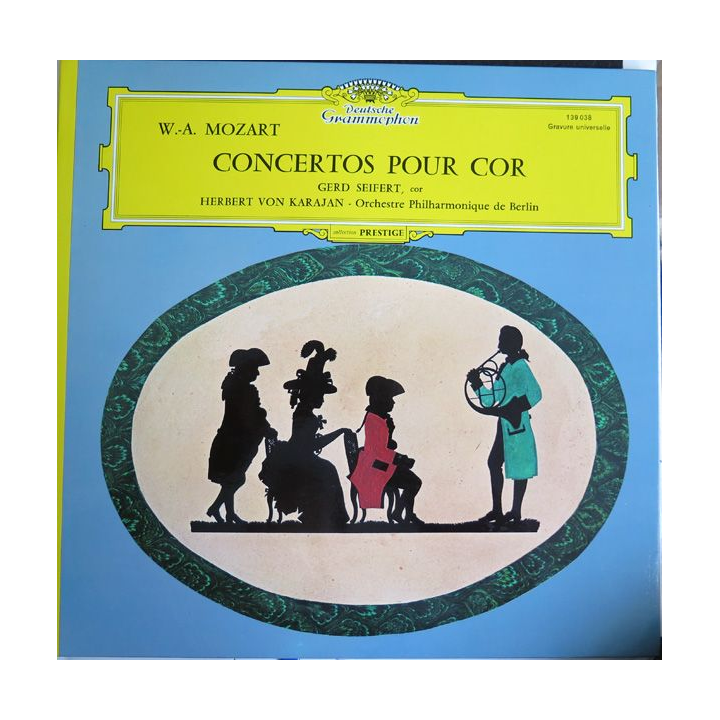 Deutsche
Grammophon
W.-A. MOZART
139 038
Gravure universelle
CONCERTOS POUR COR
GERD SEIFERT, cor
HERBERT VON KARAJAN - Orchestre Philharmonique de Berlin
collection PRESTIGE